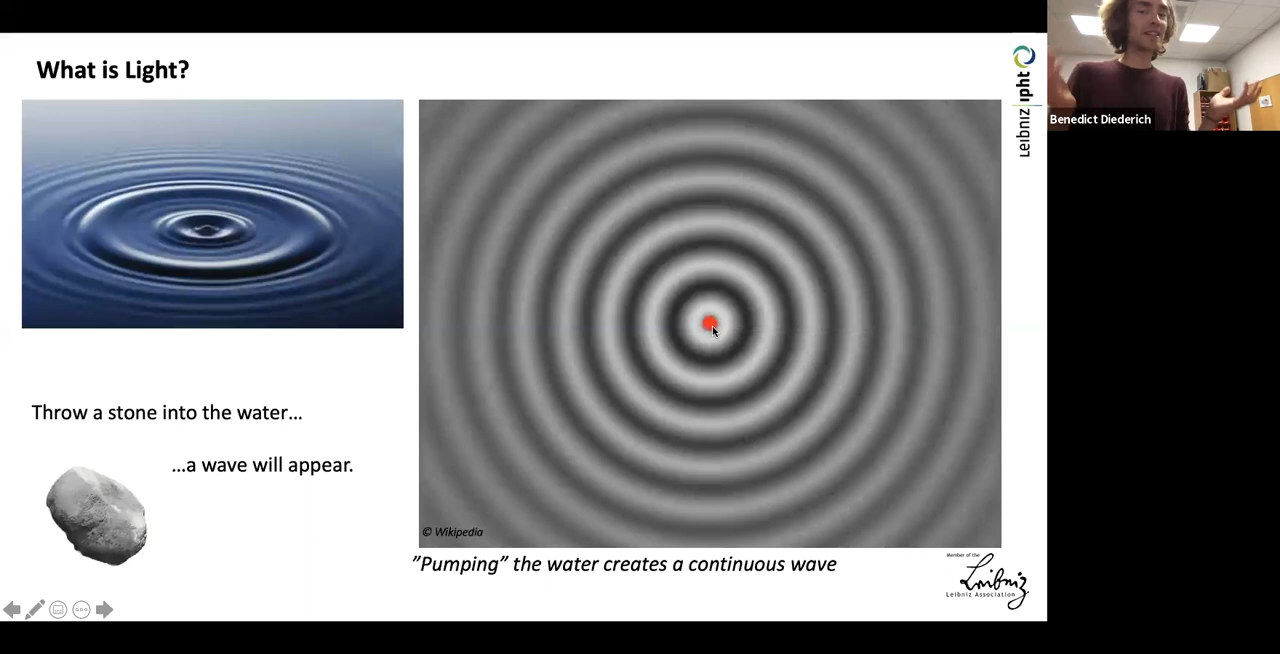 What is Light?
Leibniz ipht
Benedict Diederich
Throw a stone into the water...
...a wave will appear.
© Wikipedia
”Pumping” the water creates a continuous wave
Member of the
Leibniz
Leibniz Association